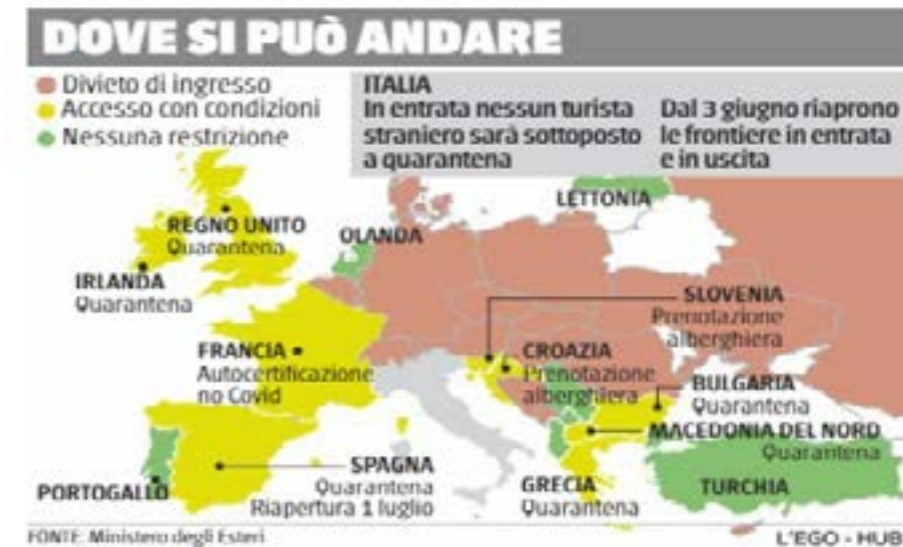 DOVE SI PUÒ ANDARE
Divieto di ingresso
Accesso con condizioni
Nessuna restrizione
ITALIA
In entrata nessun turista
straniero sarà sottoposto
a quarantena
Dal 3 giugno riaprono
le frontiere in entrata
e in uscita
LETTONIA
REGNO UNITO
Quarantena
OLANDA
IRLANDA
Quarantena
SLOVENIA
Prenotazione
alberghiera
FRANCIA
Autocertificazione
no Covid
CROAZIA
Prenotazione
alberghiera
BULGARIA
Quarantena
MACEDONIA DEL NORD
Quarantena
SPAGNA
Quarantena
Riapertura 1 luglio
PORTOGALLO
GRECIA
Quarantena
TURCHIA
FONTE: Ministero degli Esteri
L'EGO - HUB